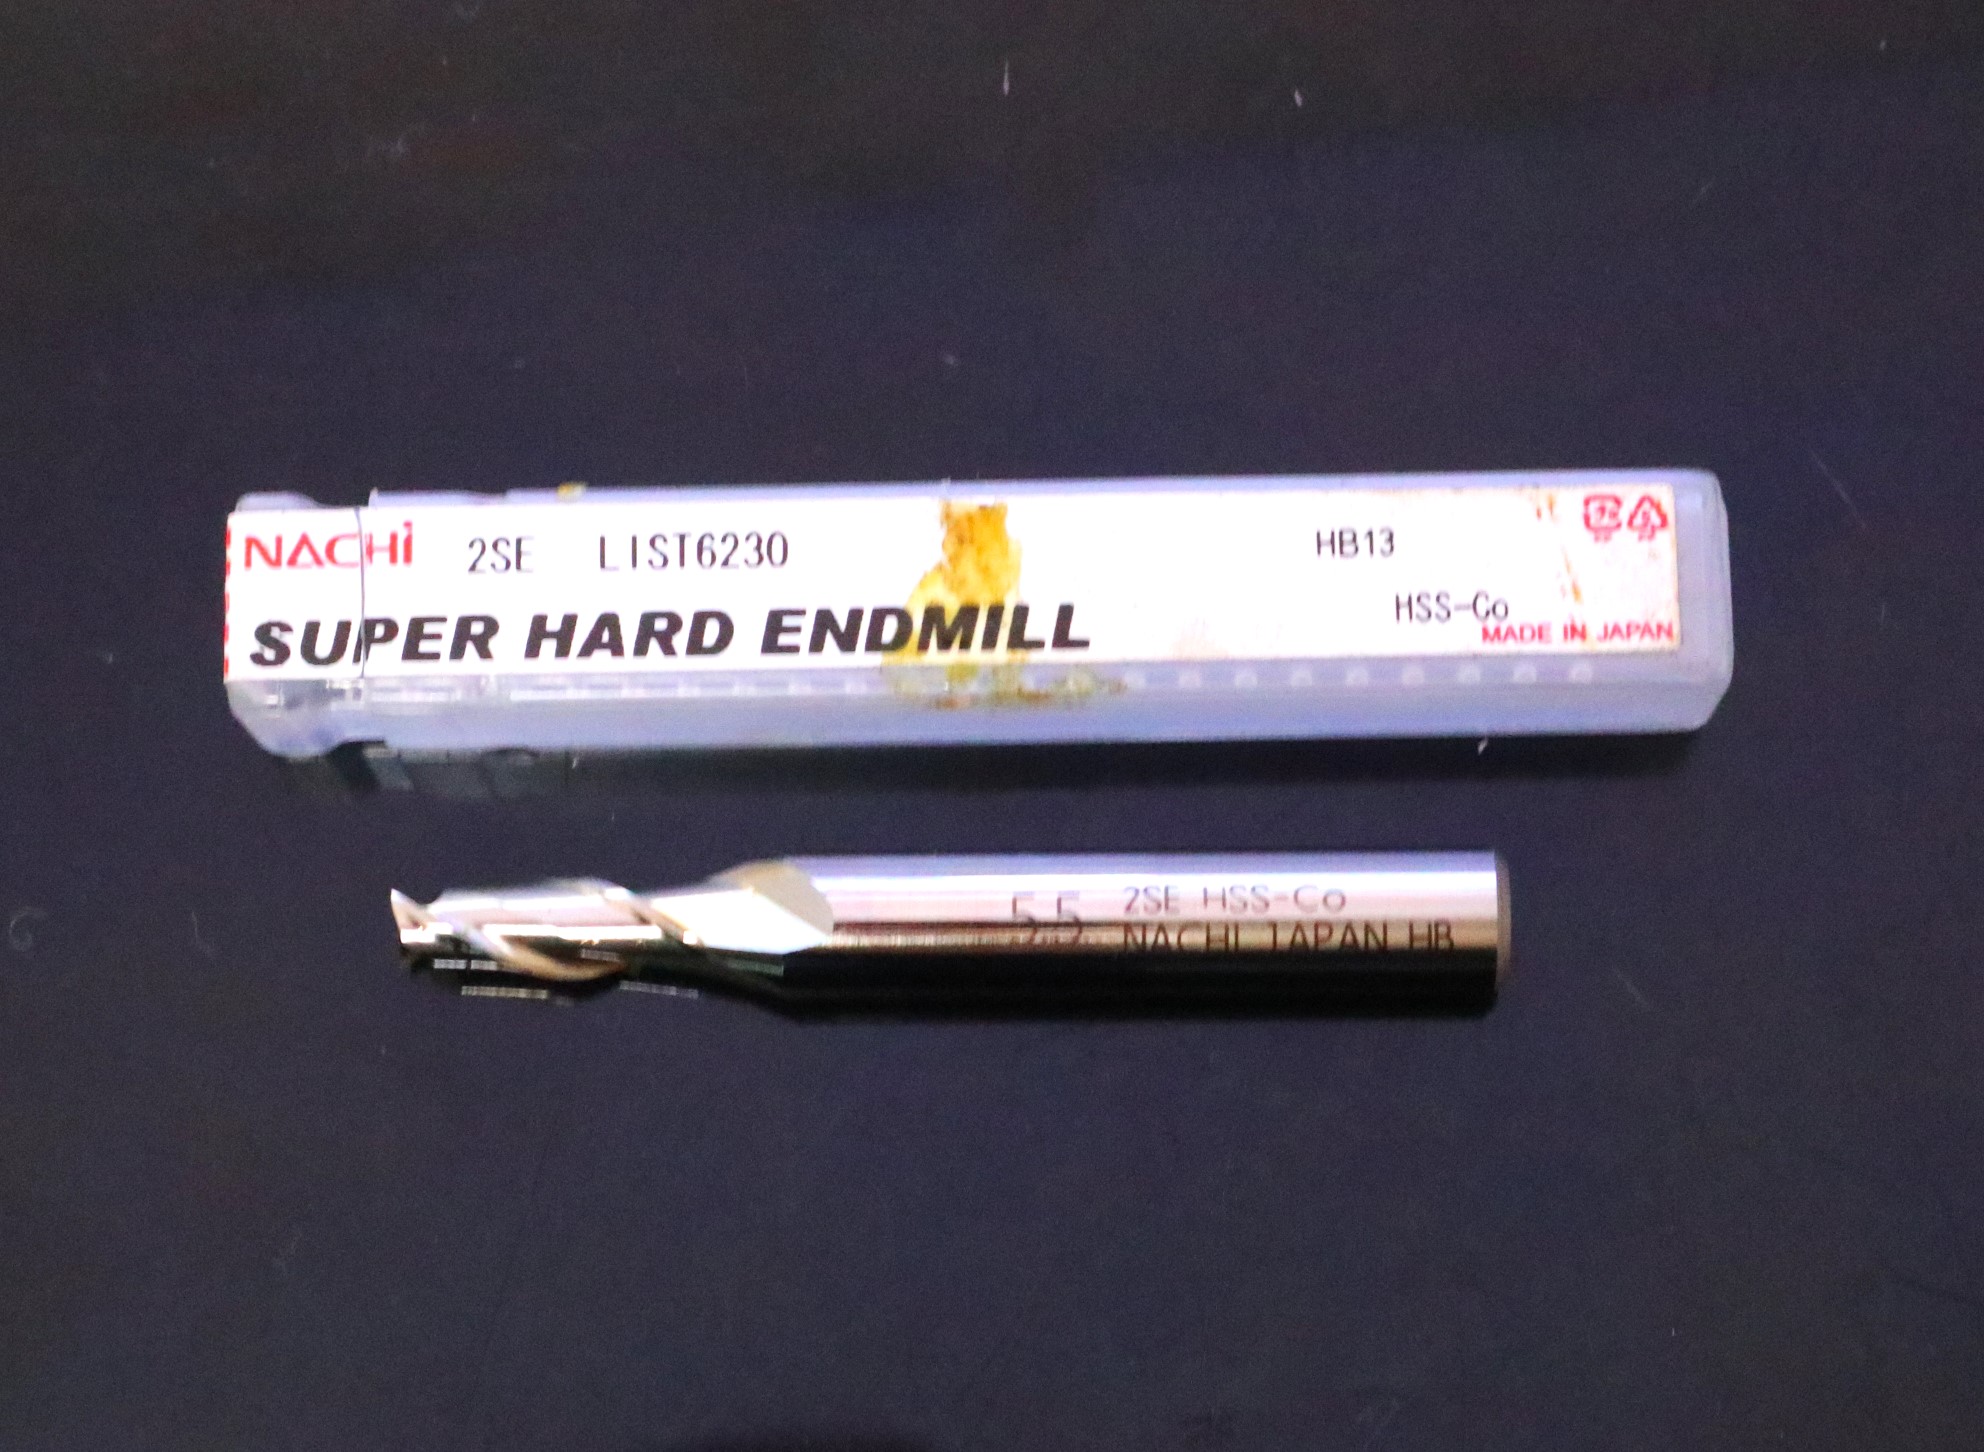 NACHI 2SE LIST6230 HB13
SUPER HARD ENDMILL HSS-Co
MADE IN JAPAN
5.5 2SE HSS-Co
NACHI JAPAN HB